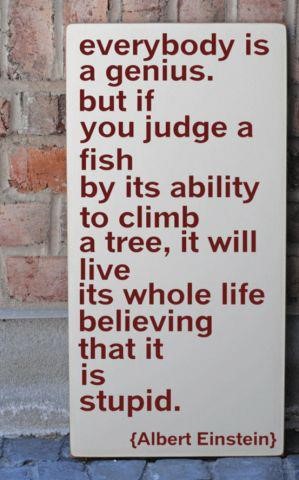 everybody is
a genius.
but if
you judge a
fish
by its ability
to climb
a tree, it will
live
its whole life
believing
that it
is
stupid.
{Albert Einstein}